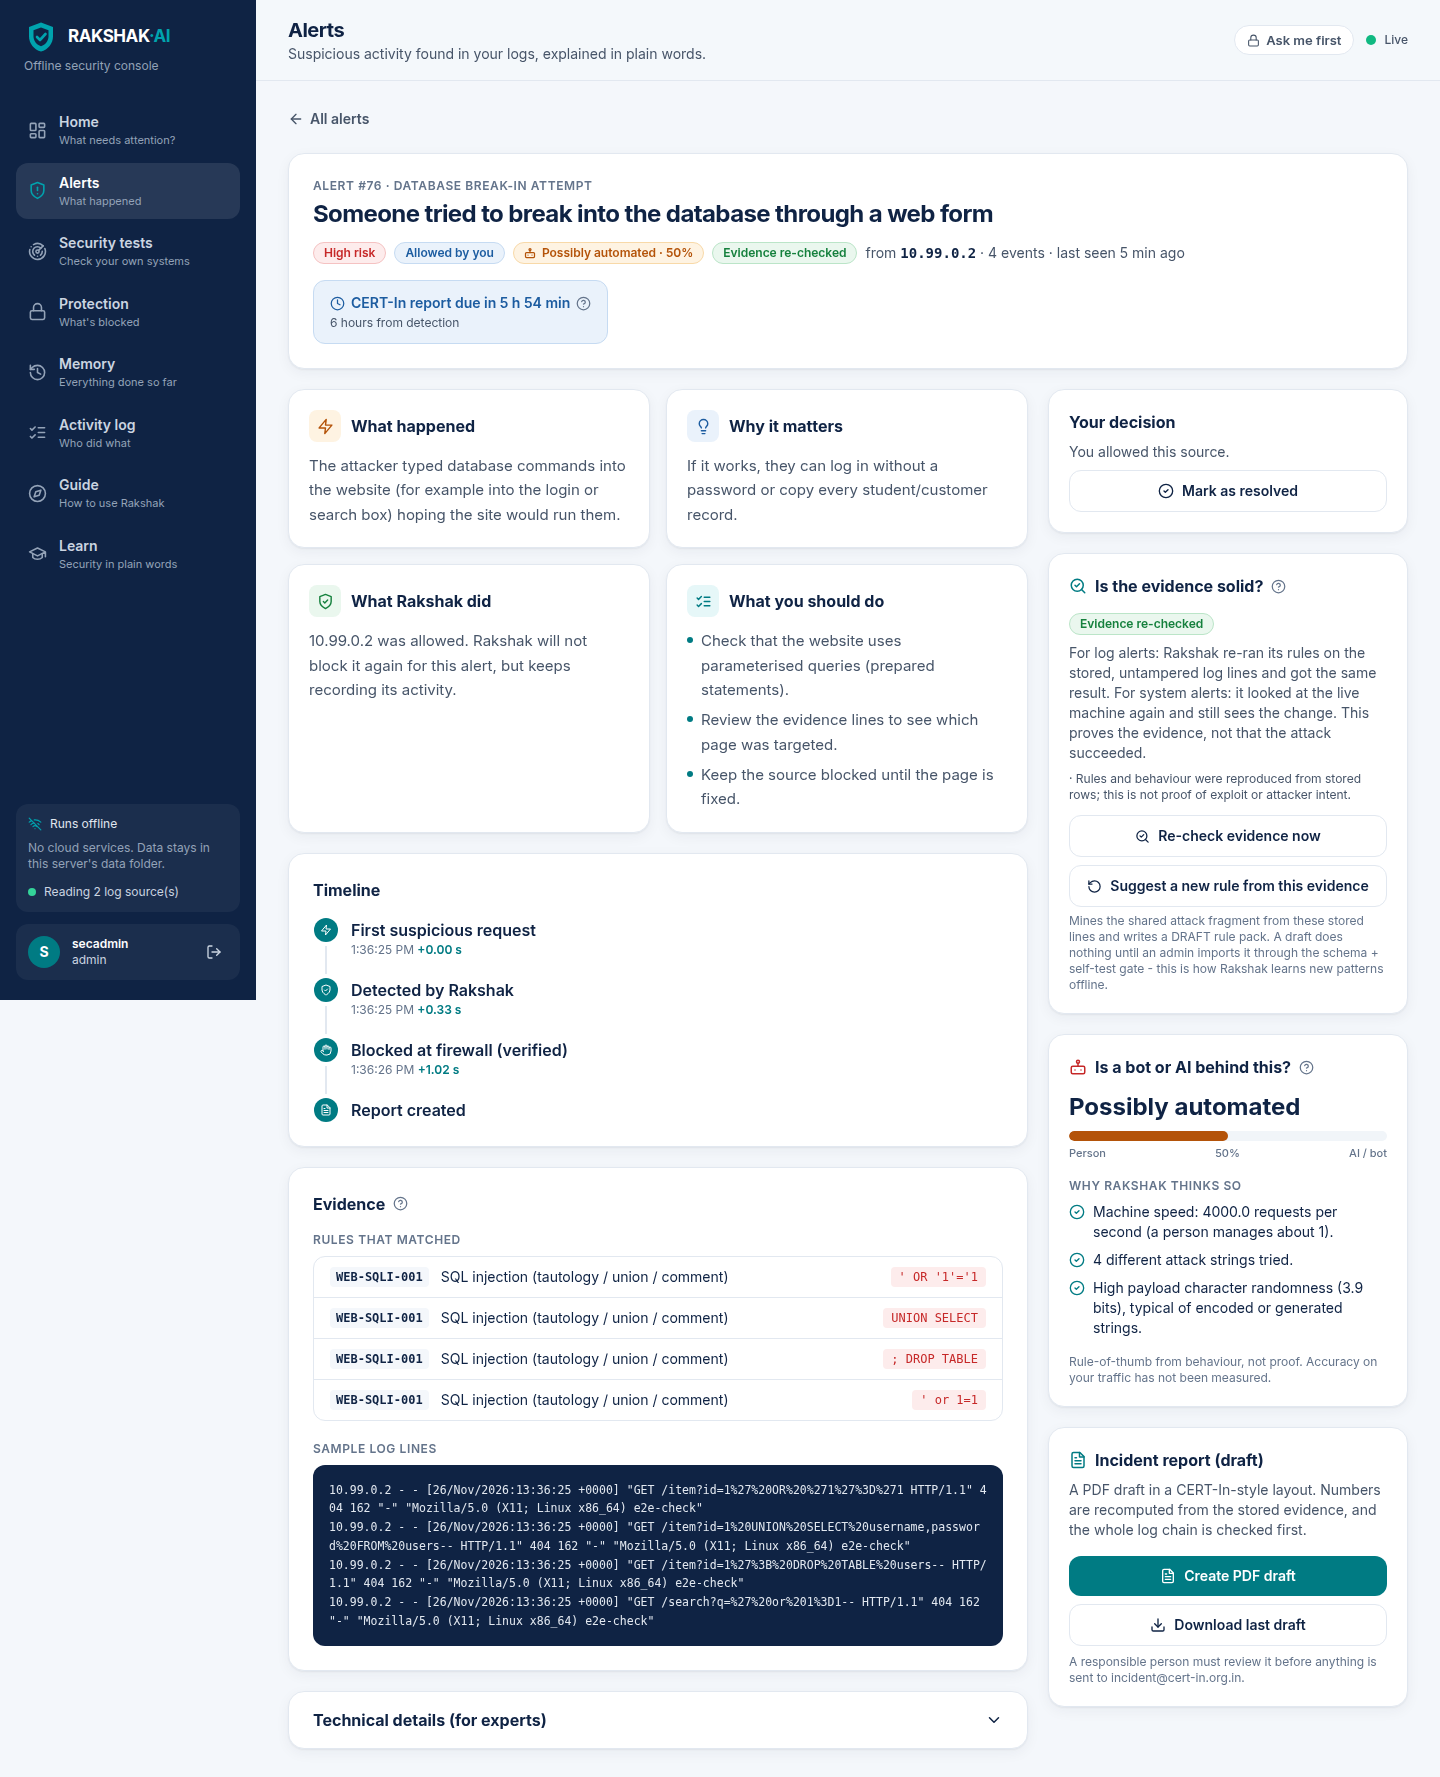 RAKSHAK·AI
Offline security console
Home
What needs attention?
Alerts
What happened
Security tests
Check your own systems
Protection
What's blocked
Memory
Everything done so far
Activity log
Who did what
Guide
How to use Rakshak
Learn
Security in plain words
Runs offline
No cloud services. Data stays in
this server's data folder.
Reading 2 log source(s)
S
secadmin
admin
Alerts
Suspicious activity found in your logs, explained in plain words.
Ask me first
Live
All alerts
ALERT #76 · DATABASE BREAK-IN ATTEMPT
Someone tried to break into the database through a web form
High risk
Allowed by you
Possibly automated · 50%
Evidence re-checked
from 10.99.0.2 · 4 events · last seen 5 min ago
CERT-In report due in 5 h 54 min
6 hours from detection
What happened
The attacker typed database commands into
the website (for example into the login or
search box) hoping the site would run them.
Why it matters
If it works, they can log in without a
password or copy every student/customer
record.
What Rakshak did
10.99.0.2 was allowed. Rakshak will not
block it again for this alert, but keeps
recording its activity.
What you should do
Check that the website uses
parameterised queries (prepared
statements).
Review the evidence lines to see which
page was targeted.
Keep the source blocked until the page is
fixed.
Timeline
First suspicious request
1:36:25 PM +0.00 s
Detected by Rakshak
1:36:25 PM +0.33 s
Blocked at firewall (verified)
1:36:26 PM +1.02 s
Report created
Evidence
RULES THAT MATCHED
WEB-SQLI-001 SQL injection (tautology / union / comment) ' OR '1'='1
WEB-SQLI-001 SQL injection (tautology / union / comment) UNION SELECT
WEB-SQLI-001 SQL injection (tautology / union / comment) ; DROP TABLE
WEB-SQLI-001 SQL injection (tautology / union / comment) ' or 1=1
SAMPLE LOG LINES
10.99.0.2 - - [26/Nov/2026:13:36:25 +0000] "GET /item?id=1%27%20OR%20%271%27%3D%271 HTTP/1.1" 4
04 162 "-" "Mozilla/5.0 (X11; Linux x86_64) e2e-check"
10.99.0.2 - - [26/Nov/2026:13:36:25 +0000] "GET /item?id=1%20UNION%20SELECT%20username,passwor
d%20FROM%20users-- HTTP/1.1" 404 162 "-" "Mozilla/5.0 (X11; Linux x86_64) e2e-check"
10.99.0.2 - - [26/Nov/2026:13:36:25 +0000] "GET /item?id=1%27%3B%20DROP%20TABLE%20users-- HTTP/
1.1" 404 162 "-" "Mozilla/5.0 (X11; Linux x86_64) e2e-check"
10.99.0.2 - - [26/Nov/2026:13:36:25 +0000] "GET /search?q=%27%20or%201%3D1-- HTTP/1.1" 404 162
"-" "Mozilla/5.0 (X11; Linux x86_64) e2e-check"
Technical details (for experts)
Your decision
You allowed this source.
Mark as resolved
Is the evidence solid?
Evidence re-checked
For log alerts: Rakshak re-ran its rules on the
stored, untampered log lines and got the same
result. For system alerts: it looked at the live
machine again and still sees the change. This
proves the evidence, not that the attack
succeeded.
· Rules and behaviour were reproduced from stored
rows; this is not proof of exploit or attacker intent.
Re-check evidence now
Suggest a new rule from this evidence
Mines the shared attack fragment from these stored
lines and writes a DRAFT rule pack. A draft does
nothing until an admin imports it through the schema +
self-test gate - this is how Rakshak learns new patterns
offline.
Is a bot or AI behind this?
Possibly automated
Person 50% AI / bot
WHY RAKSHAK THINKS SO
Machine speed: 4000.0 requests per
second (a person manages about 1).
4 different attack strings tried.
High payload character randomness (3.9
bits), typical of encoded or generated
strings.
Rule-of-thumb from behaviour, not proof. Accuracy on
your traffic has not been measured.
Incident report (draft)
A PDF draft in a CERT-In-style layout. Numbers
are recomputed from the stored evidence, and
the whole log chain is checked first.
Create PDF draft
Download last draft
A responsible person must review it before anything is
sent to incident@cert-in.org.in.